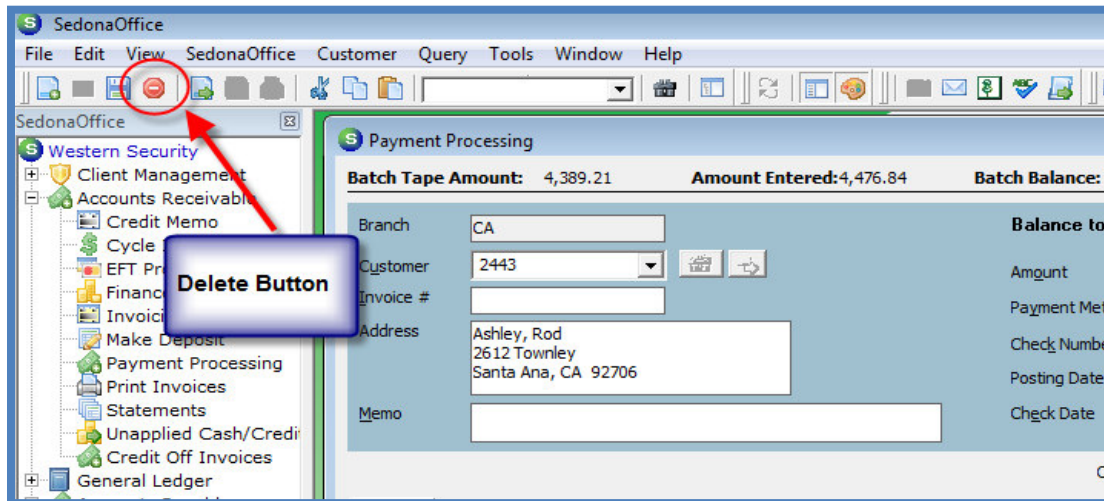 SedonaOffice
File Edit View SedonaOffice Customer Query Tools Window Help
SedonaOffice
Western Security
Client Management
Accounts Receivable
Credit Memo
Cycle
EFT Pr
Finance
Invoici
Make Deposit
Payment Processing
Print Invoices
Statements
Unapplied Cash/Credi
Credit Off Invoices
General Ledger
Delete Button
Payment Processing
Batch Tape Amount: 4,389.21 Amount Entered:4,476.84 Batch Balance:
Branch CA
Customer 2443
Invoice #
Address Ashley, Rod
2612 Townley
Santa Ana, CA 92706
Memo
Balance to
Amount
Payment Met
Check Numbe
Posting Date
Check Date